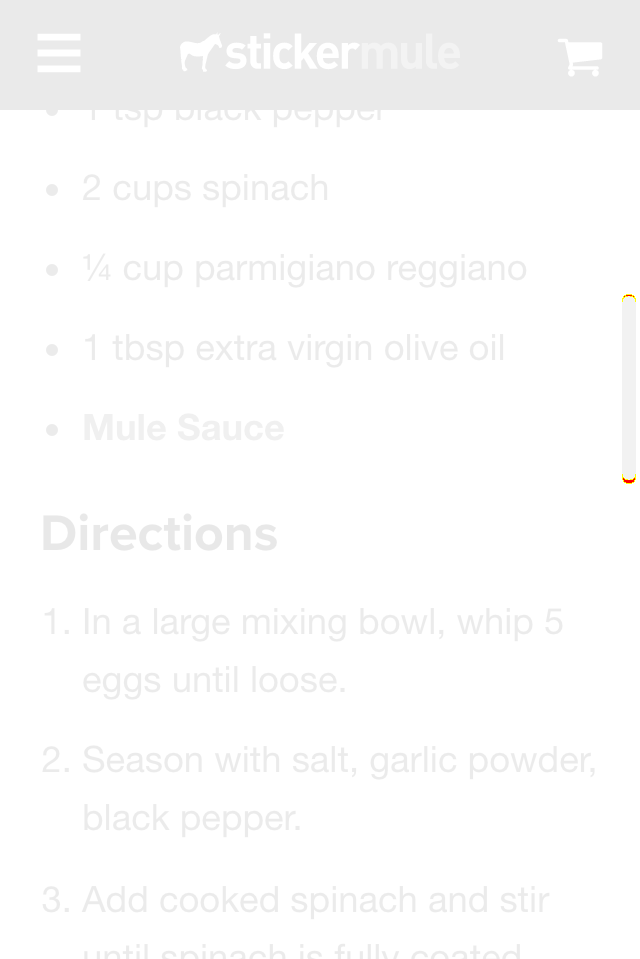 stickermule
1 tsp black pepper
2 cups spinach
¼ cup parmigiano reggiano
1 tbsp extra virgin olive oil
Mule Sauce
Directions
1. In a large mixing bowl, whip 5
eggs until loose.
2. Season with salt, garlic powder,
black pepper.
3. Add cooked spinach and stir
until spinach is fully coated